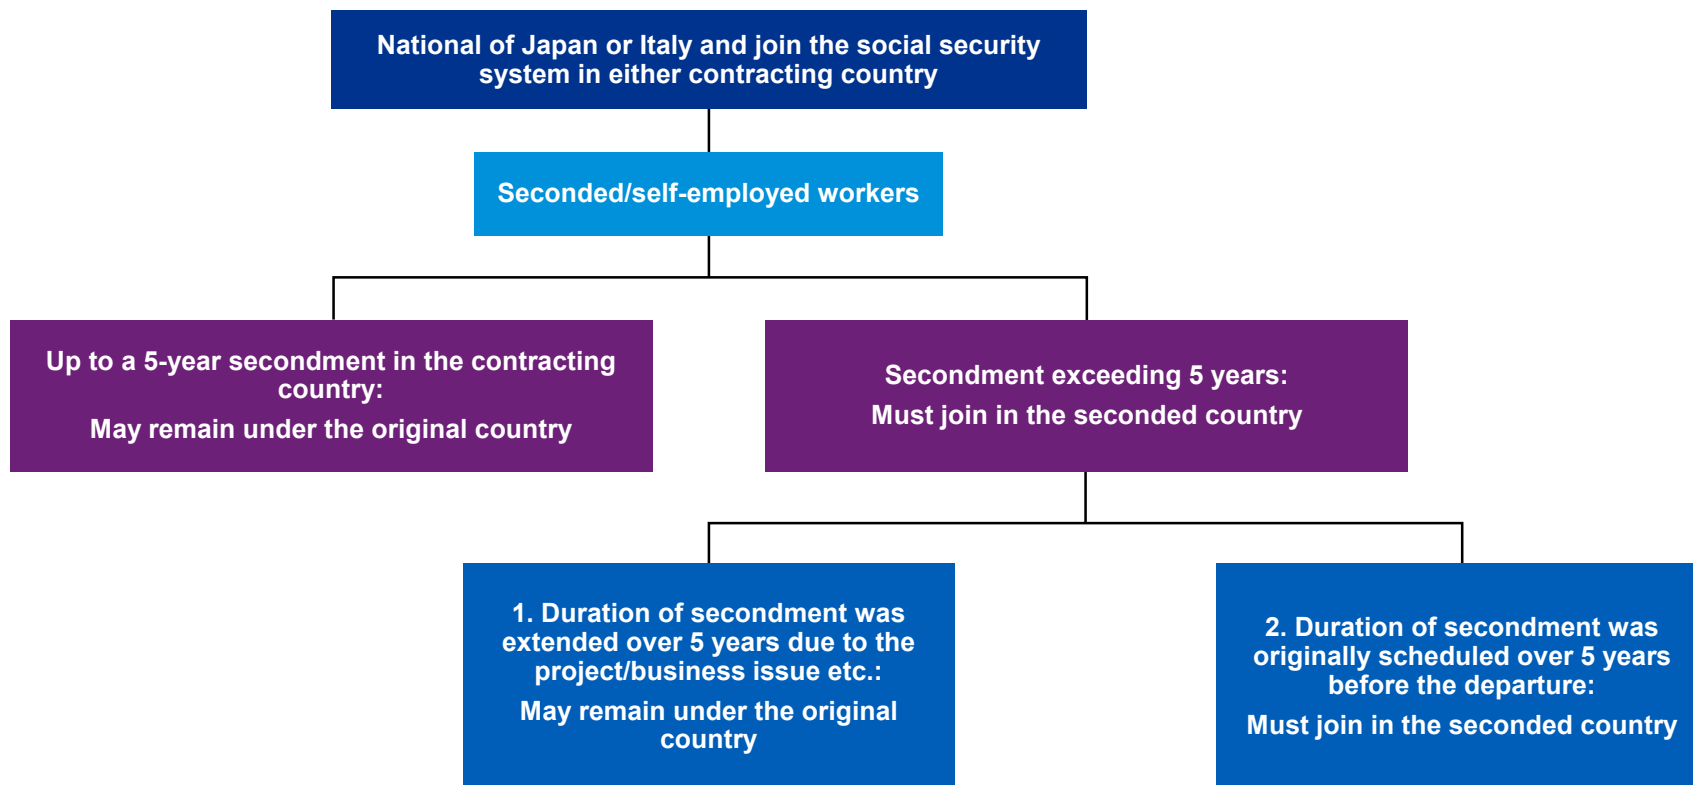 National of Japan or Italy and join the social security
system in either contracting country
Seconded/self-employed workers
Up to a 5-year secondment in the contracting
country:
May remain under the original country
Secondment exceeding 5 years:
Must join in the seconded country
1. Duration of secondment was
extended over 5 years due to the
project/business issue etc.:
May remain under the original
country
2. Duration of secondment was
originally scheduled over 5 years
before the departure:
Must join in the seconded country